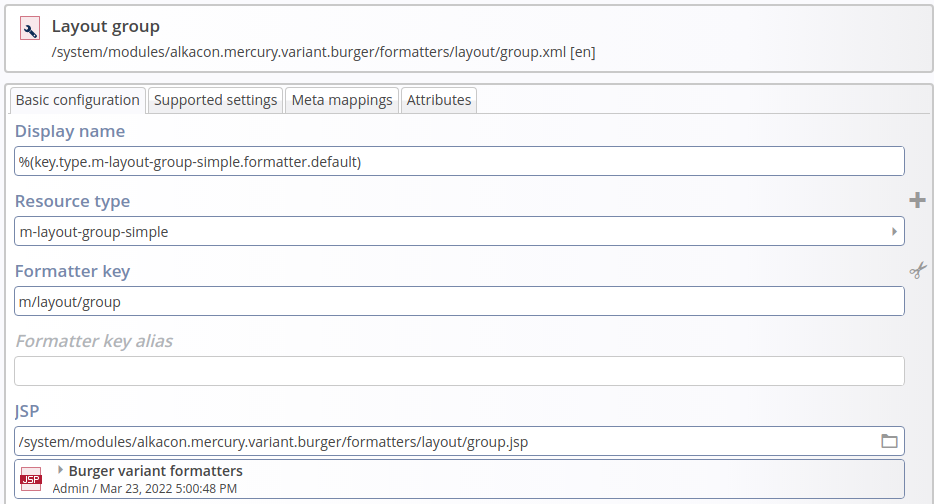 Layout group
/system/modules/alkacon.mercury.variant.burger/formatters/layout/group.xml [en]
Basic configuration Supported settings Meta mappings Attributes
Display name
%(key.type.m-layout-group-simple.formatter.default)
Resource type
m-layout-group-simple
Formatter key
m/layout/group
Formatter key alias
JSP
/system/modules/alkacon.mercury.variant.burger/formatters/layout/group.jsp
JSP Burger variant formatters
Admin / Mar 23, 2022 5:00:48 PM